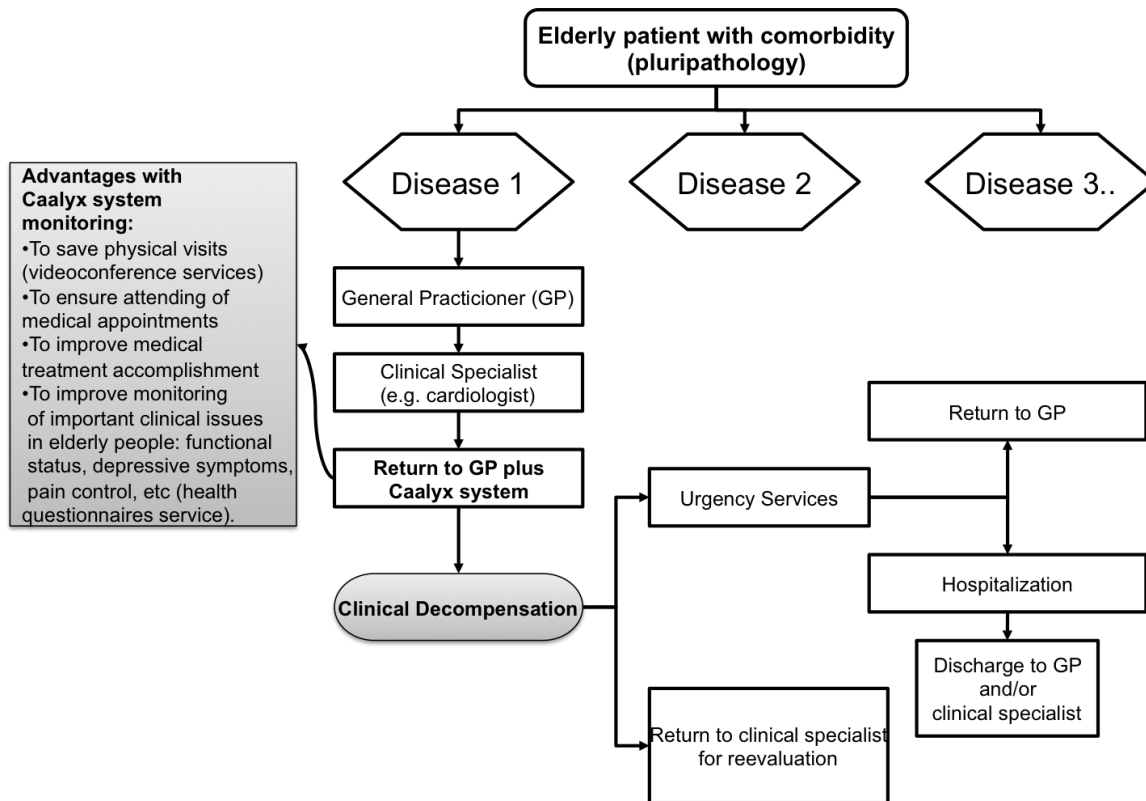 Elderly patient with comorbidity
(pluripathology)
Disease 1
Disease 2
Disease 3..
Advantages with
Caalyx system
monitoring:
•To save physical visits
(videoconference services)
•To ensure attending of
medical appointments
•To improve medical
treatment accomplishment
•To improve monitoring
of important clinical issues
in elderly people: functional
status, depressive symptoms,
pain control, etc (health
questionnaires service).
General Practicioner (GP)
Clinical Specialist
(e.g. cardiologist)
Return to GP plus
Caalyx system
Clinical Decompensation
Urgency Services
Return to GP
Hospitalization
Discharge to GP
and/or
clinical specialist
Return to clinical specialist
for reevaluation